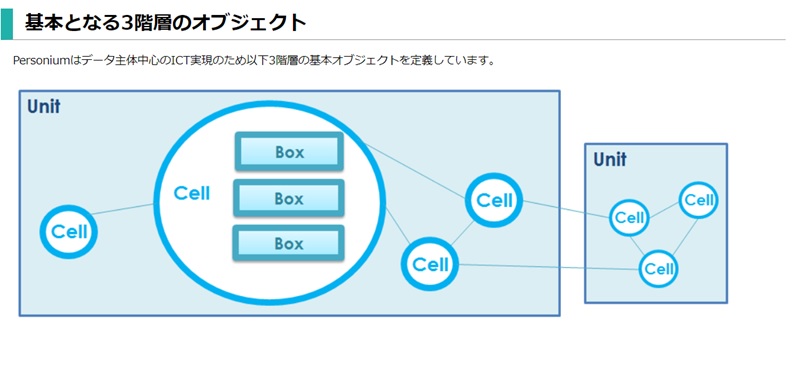 基本となる3階層のオブジェクト
Personiumはデータ主体中心のICT実現のため以下3階層の基本オブジェクトを定義しています。
Unit
Box
Cell
Box
Box
Cell
Cell
Cell
Unit
Cell
Cell
Cell